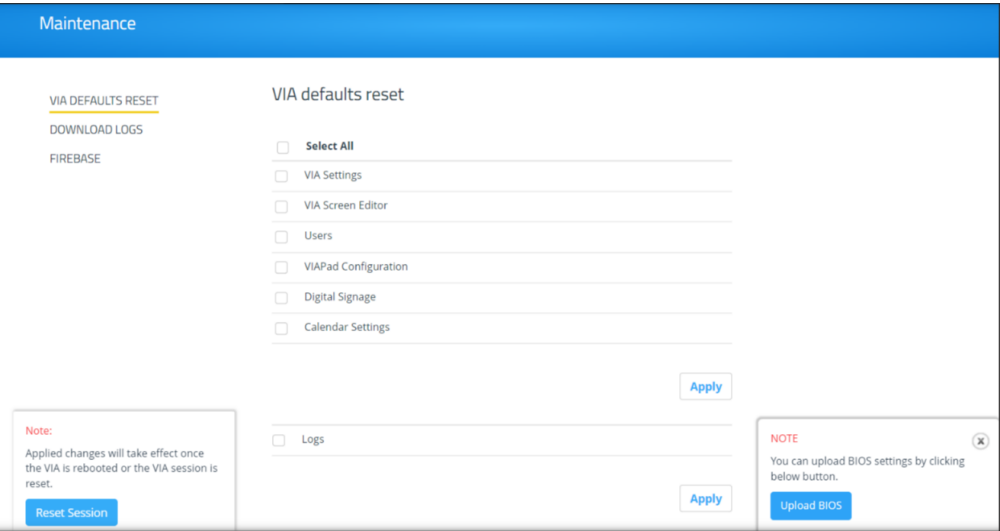 Maintenance
VIA DEFAULTS RESET
DOWNLOAD LOGS
FIREBASE
VIA defaults reset
Select All
VIA Settings
VIA Screen Editor
Users
VIAPad Configuration
Digital Signage
Calendar Settings
Apply
Logs
Apply
Note:
Applied changes will take effect once
the VIA is rebooted or the VIA session is
reset.
Reset Session
NOTE
You can upload BIOS settings by clicking
below button.
Upload BIOS